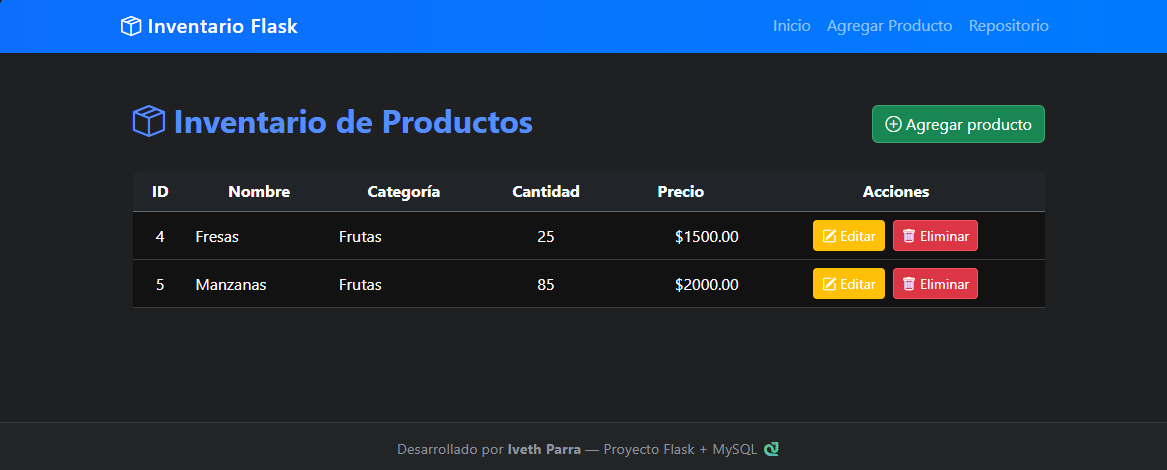 Inventario Flask Inicio Agregar Producto Repositorio
Inventario de Productos Agregar producto
ID Nombre Categoría Cantidad Precio Acciones
4 Fresas Frutas 25 $1500.00 Editar Eliminar
5 Manzanas Frutas 85 $2000.00 Editar Eliminar
Desarrollado por Iveth Parra — Proyecto Flask + MySQL